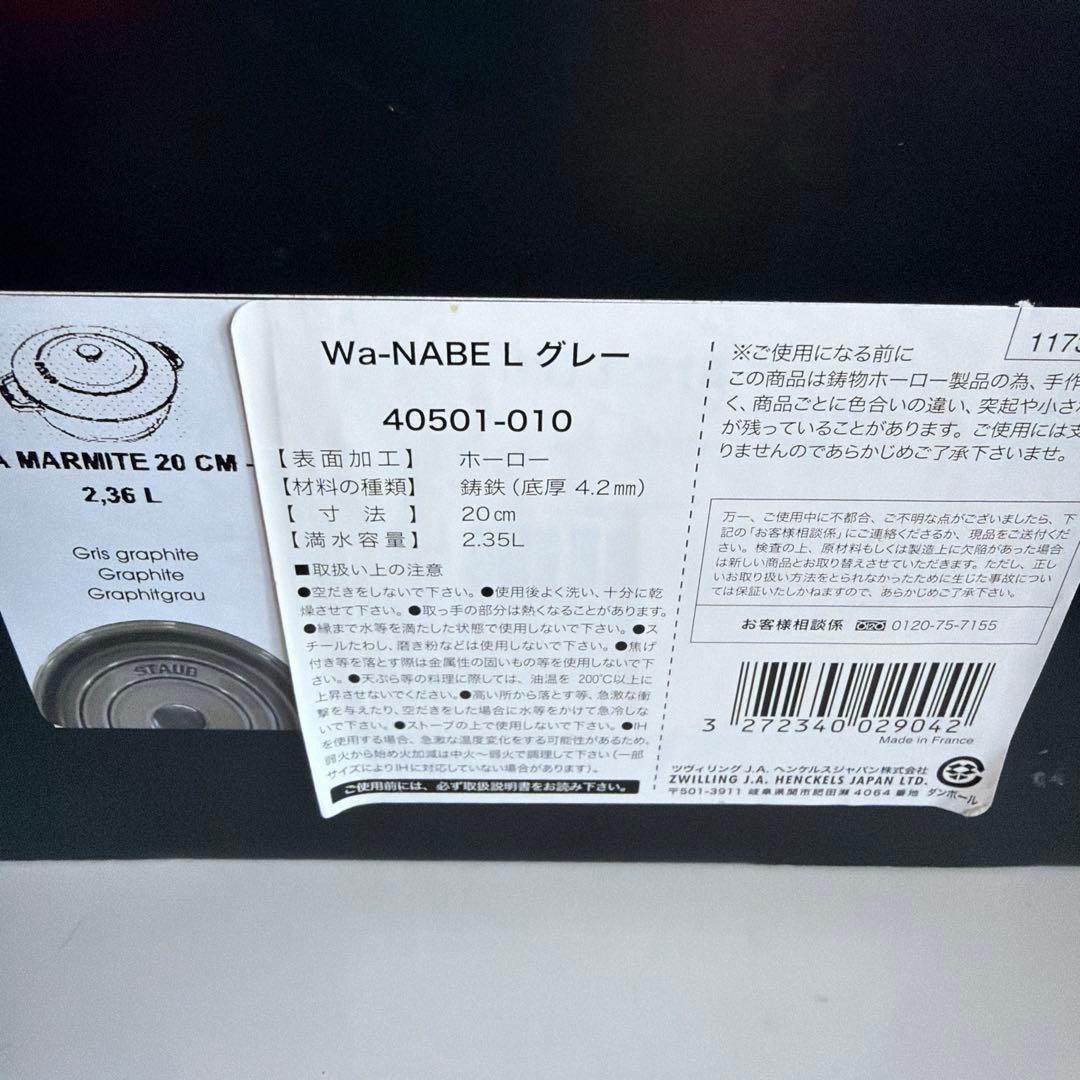 A MARMITE 20 CM -
2,36 L
Gris graphite
Graphite
Graphitgrau
STAUB
Wa-NABE L グレー
40501-010
【表面加工】 ホーロー
【材料の種類】 鋳鉄(底厚 4.2㎜)
【寸法】 20㎝
【満水容量】 2.35L
■取扱い上の注意
●空だきをしないで下さい。●使用後よく洗い、十分に乾
燥させて下さい。●取っ手の部分は熱くなることがあります。
●縁まで水等を満たした状態で使用しないで下さい。●ス
チールたわし、磨き粉などは使用しないで下さい。●焦げ
付き等を落とす際は金属性の固いもの等を使用しないで下
さい。●天ぷら等の料理に際しては、油温を 200℃以上に
上昇させないでください。●高い所から落とす等、急激な衝
撃を与えたり、空だきをした場合に水等をかけて急冷しな
いで下さい。●ストーブの上で使用しないで下さい。●IH
を使用する場合、急激な温度変化をする可能性があるため、
弱火から始め火加減は中火〜弱火で調理して下さい(一部
サイズによりIHに対応していない場合があります)。
ご使用前には、必ず取扱説明書をお読み下さい。
1173
※ご使用になる前に
この商品は鋳物ホーロー製品の為、手作
く、商品ごとに色合いの違い、突起や小さ
が残っていることがあります。ご使用には支
りませんのであらかじめご了承下さいませ。
万一、ご使用中に不都合、ご不明な点がございましたら、下
記の「お客様相談係」にご連絡くださるか、現品をご送付くだ
さい。検査の上、原材料もしくは製造上に欠陥があった場合
は新しい商品とお取り替えさせていただきます。ただし、正し
いお取り扱い方法をとられなかったために生じた事故につい
ては保証いたしかねますので、あらかじめご了承下さい。
お客様相談係 0120-75-7155
3 272340 029042
Made in France
ツヴィリング J.A. ヘンケルスジャパン株式会社
ZWILLING J.A. HENCKELS JAPAN LTD.
〒501-3911 岐阜県関市肥田瀬 4064 番地
ダンボール